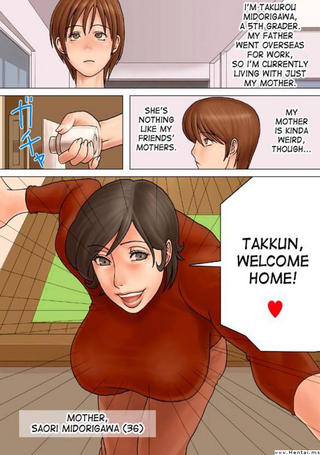 I'M TAKUROU
MIDORIGAWA,
A 5TH GRADER.
MY FATHER
WENT OVERSEAS
FOR WORK,
SO I'M CURRENTLY
LIVING WITH JUST
MY MOTHER.
ガチャ
MY
MOTHER
IS KINDA
WEIRD,
THOUGH...
SHE'S
NOTHING
LIKE MY
FRIENDS'
MOTHERS.
TAKKUN,
WELCOME
HOME!
♥
MOTHER,
SAORI MIDORIGAWA (36)
www.Hentai.ms